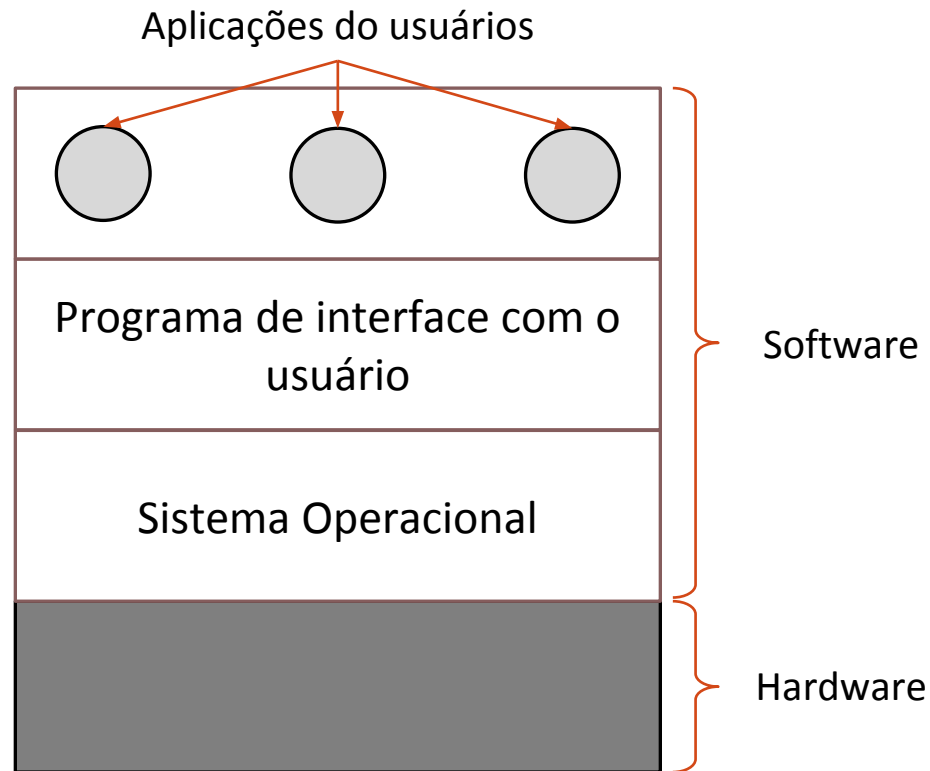 Aplicações do usuários
Programa de interface com o
usuário
Software
Sistema Operacional
Hardware